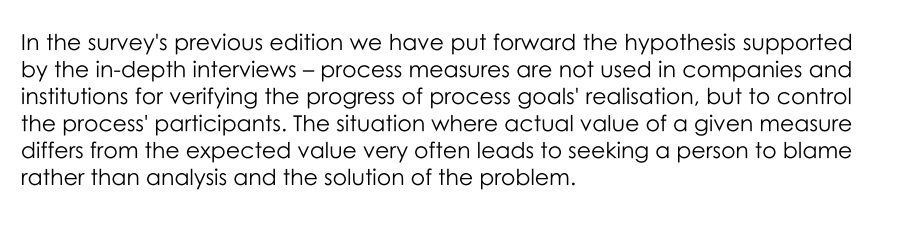 In the survey's previous edition we have put forward the hypothesis supported
by the in-depth interviews – process measures are not used in companies and
institutions for verifying the progress of process goals' realisation, but to control
the process' participants. The situation where actual value of a given measure
differs from the expected value very often leads to seeking a person to blame
rather than analysis and the solution of the problem.